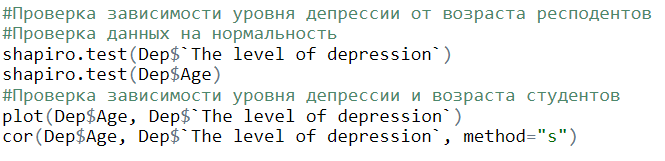 #Проверка зависимости уровня депрессии от возраста респодентов
#Проверка данных на нормальность
shapiro.test(Dep$`The level of depression`)
shapiro.test(Dep$Age)
#Проверка зависимости уровня депрессии и возраста студентов
plot(Dep$Age, Dep$`The level of depression`)
cor(Dep$Age, Dep$`The level of depression`, method="s")